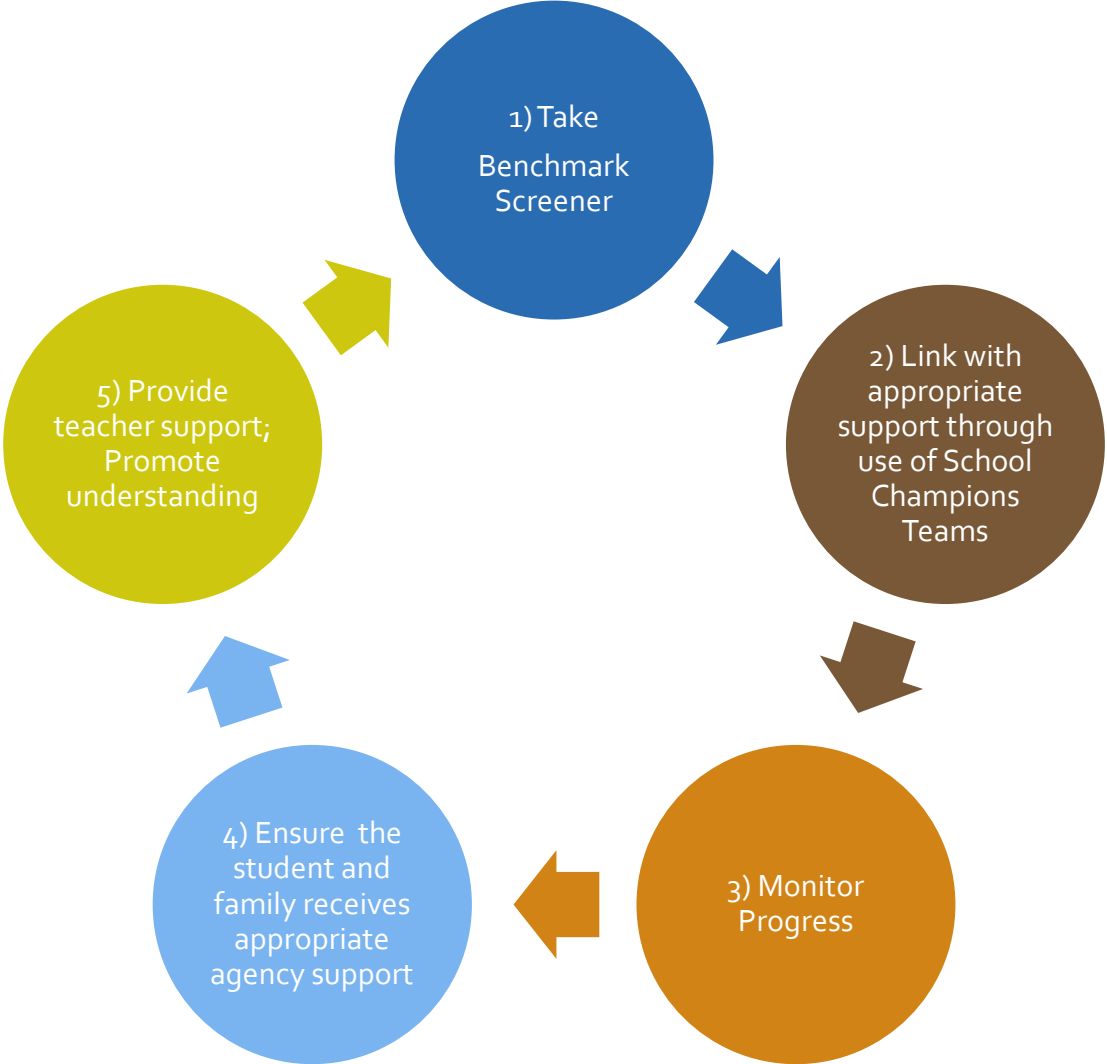 1) Take
Benchmark
Screener
2) Link with
appropriate
support through
use of School
Champions
Teams
3) Monitor
Progress
4) Ensure  the
student and
family receives
appropriate
agency support
5) Provide
teacher support;
Promote
understanding